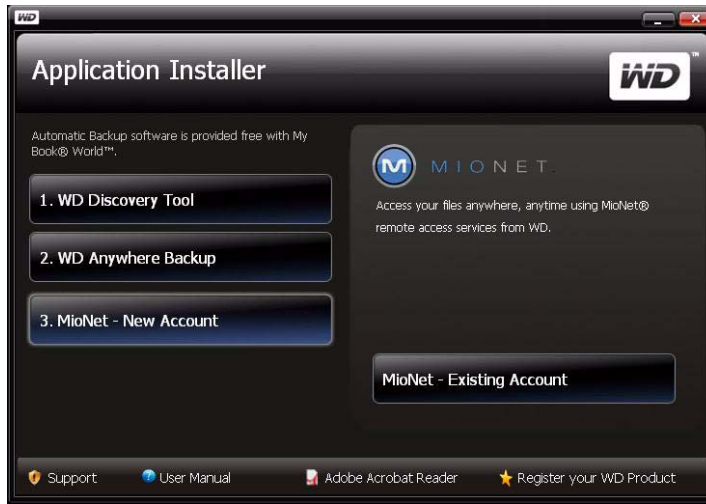 WD
Application Installer
WD™
Automatic Backup software is provided free with My
Book® World™.
1. WD Discovery Tool
2. WD Anywhere Backup
3. MioNet - New Account
M MIONET
Access your files anywhere, anytime using MioNet®
remote access services from WD.
MioNet - Existing Account
Support
User Manual
Adobe Acrobat Reader
Register your WD Product